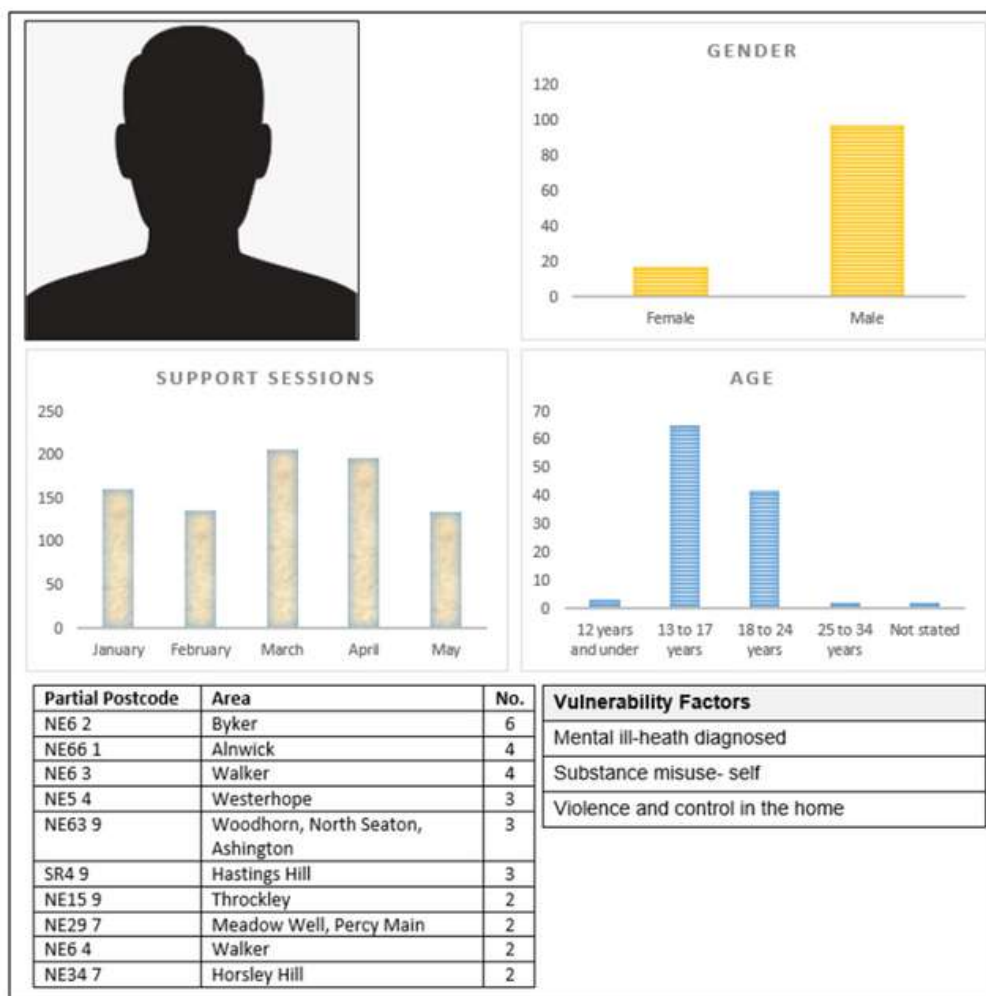 GENDER
120
100
80
60
40
20
0
Female Male
SUPPORT SESSIONS
250
200
150
100
50
0
January February March April May
AGE
70
60
50
40
30
20
10
0
12 years 13 to 17 18 to 24 25 to 34 Not stated
and under years years years
Partial Postcode Area No.
NE6 2 Byker 6
NE66 1 Alnwick 4
NE6 3 Walker 4
NE5 4 Westerhope 3
NE63 9 Woodhorn, North Seaton, 3
Ashington
SR4 9 Hastings Hill 3
NE15 9 Throckley 2
NE29 7 Meadow Well, Percy Main 2
NE6 4 Walker 2
NE34 7 Horsley Hill 2
Vulnerability Factors
Mental ill-heath diagnosed
Substance misuse- self
Violence and control in the home